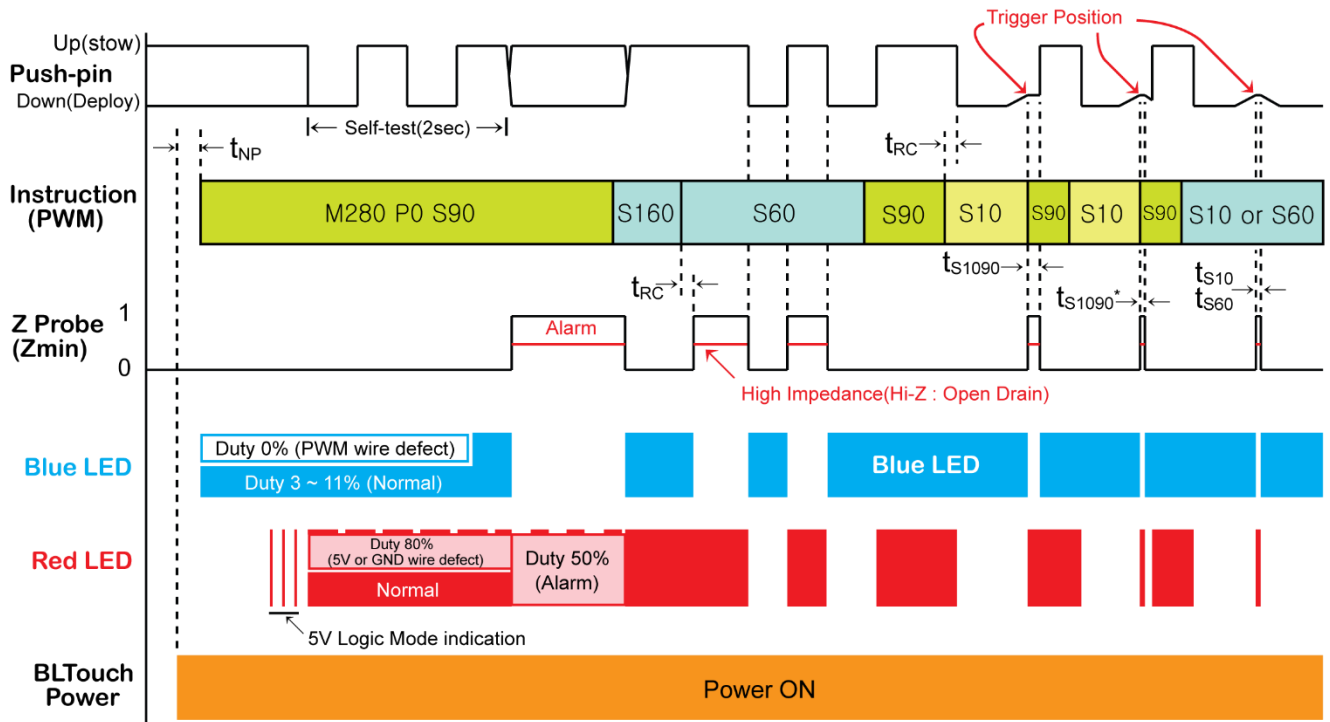 Trigger Position
Up(stow)
Push-pin
Down(Deploy)
Self-test(2sec)
tNP
tRC
Instruction
(PWM)
M280 P0 S90
S160
S60
S90
S10
S90
S10
S90
S10 or S60
tS1090
tRC
tS1090*
tS10
tS60
Z Probe
(Zmin)
1
0
Alarm
High Impedance(Hi-Z : Open Drain)
Blue LED
Duty 0% (PWM wire defect)
Duty 3 ~ 11% (Normal)
Blue LED
Red LED
Duty 80%
(5V or GND wire defect)
Normal
Duty 50%
(Alarm)
5V Logic Mode indication
BLTouch
Power
Power ON